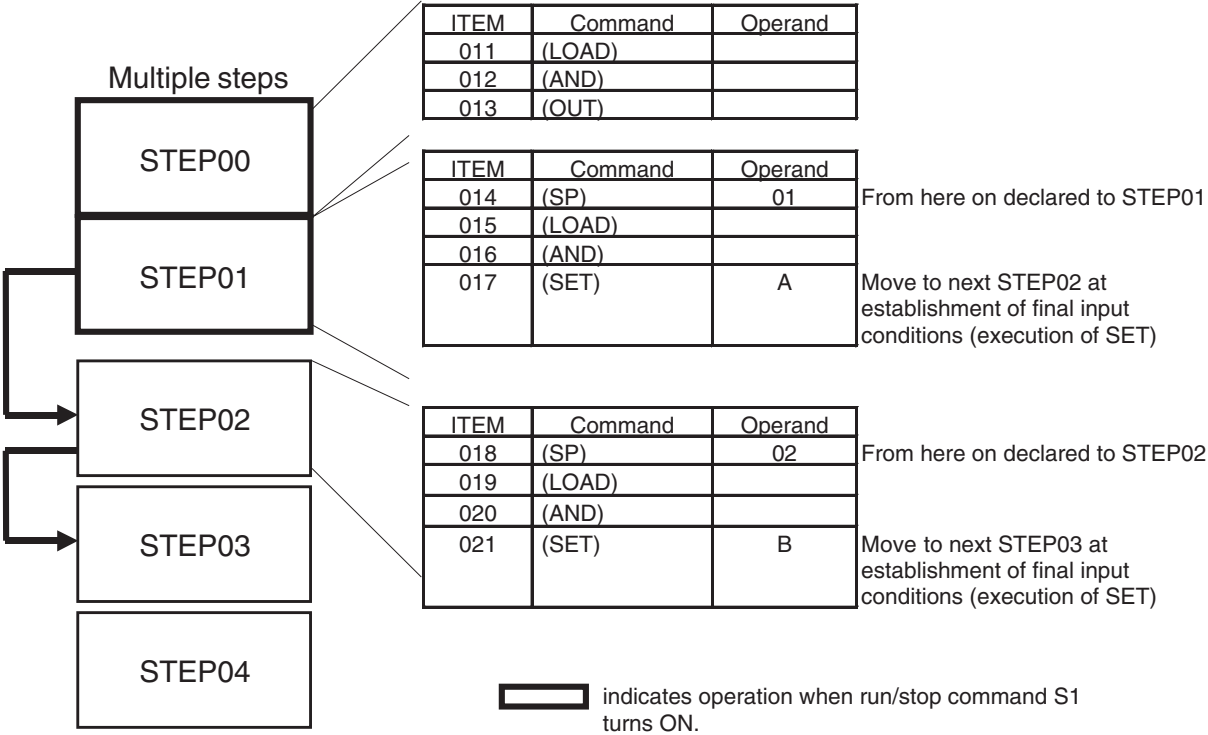 Multiple steps
STEP00
STEP01
STEP02
STEP03
STEP04
ITEM Command Operand
011 (LOAD)
012 (AND)
013 (OUT)
ITEM Command Operand
014 (SP) 01 From here on declared to STEP01
015 (LOAD)
016 (AND)
017 (SET) A Move to next STEP02 at
establishment of final input
conditions (execution of SET)
ITEM Command Operand
018 (SP) 02 From here on declared to STEP02
019 (LOAD)
020 (AND)
021 (SET) B Move to next STEP03 at
establishment of final input
conditions (execution of SET)
indicates operation when run/stop command S1
turns ON.